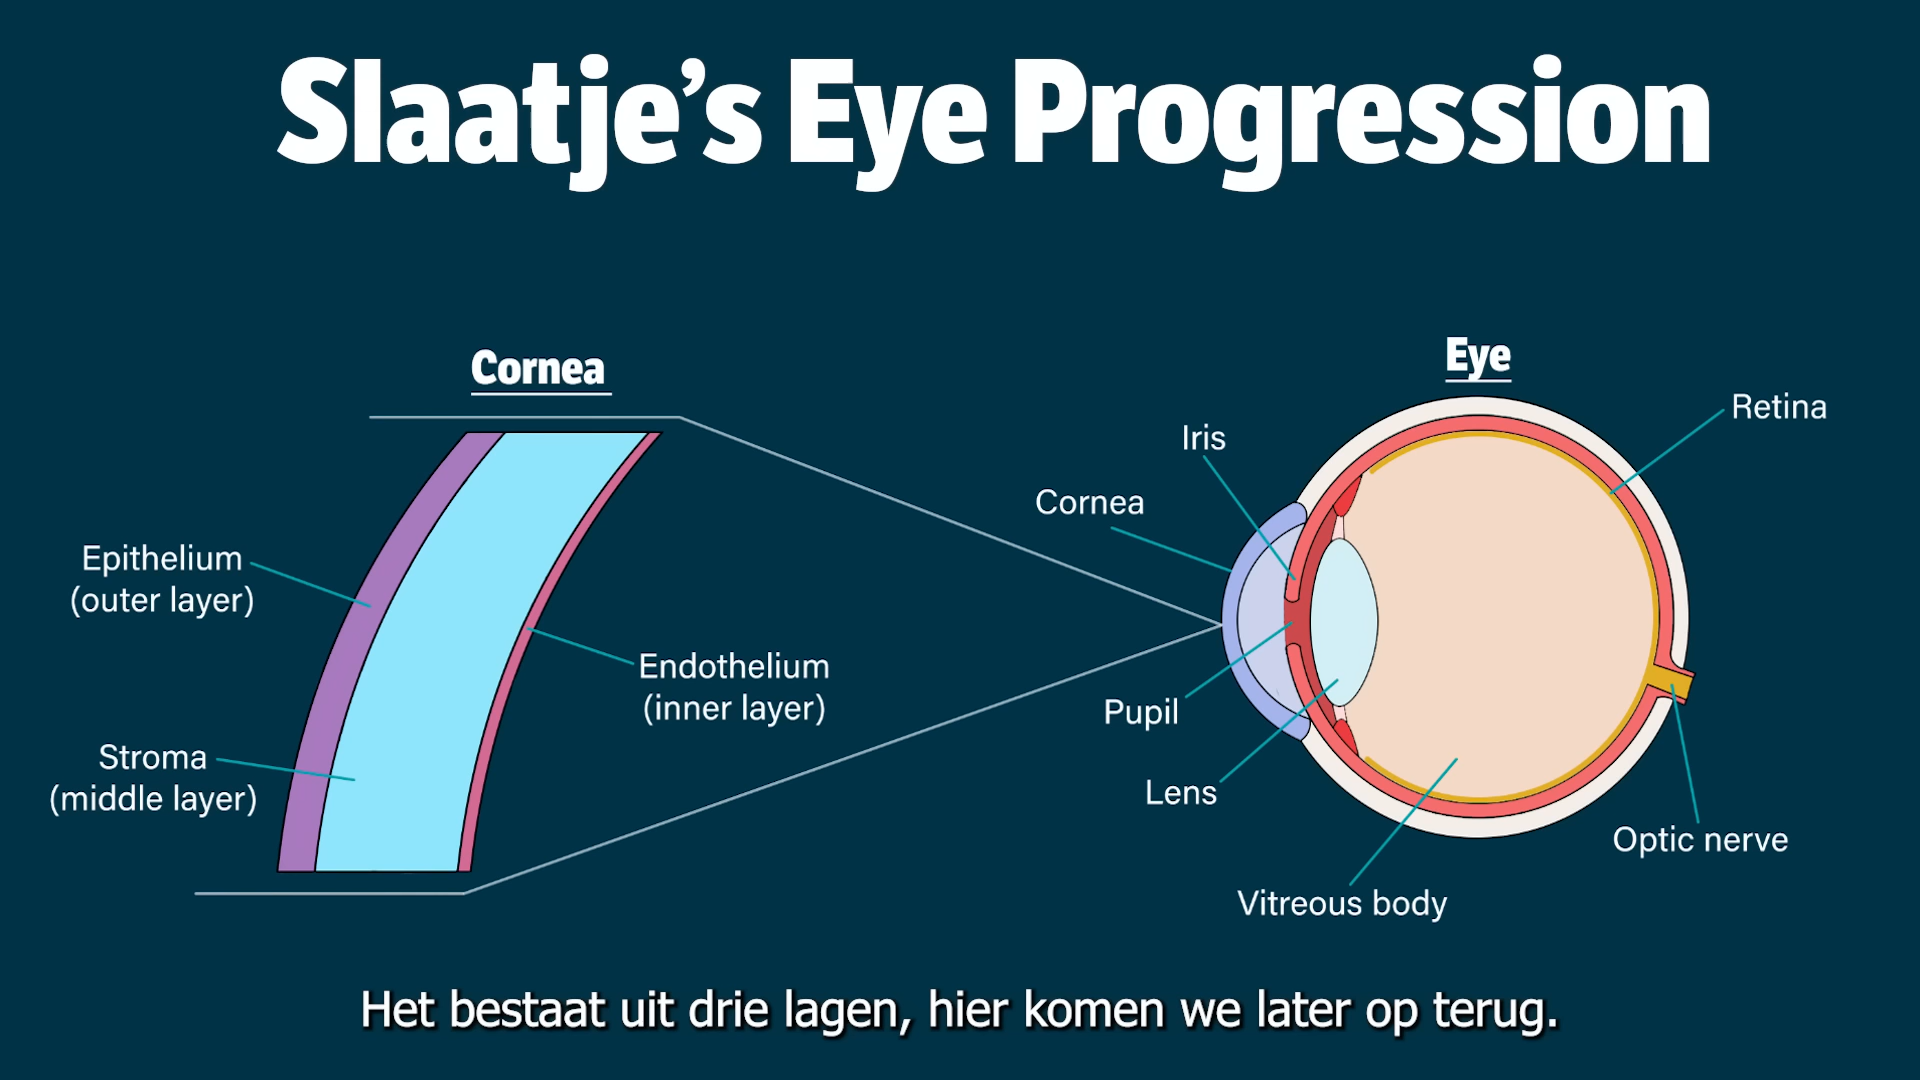 Slaatje’s Eye Progression
Cornea
Epithelium
(outer layer)
Stroma
(middle layer)
Endothelium
(inner layer)
Eye
Retina
Iris
Cornea
Pupil
Lens
Optic nerve
Vitreous body
Het bestaat uit drie lagen, hier komen we later op terug.